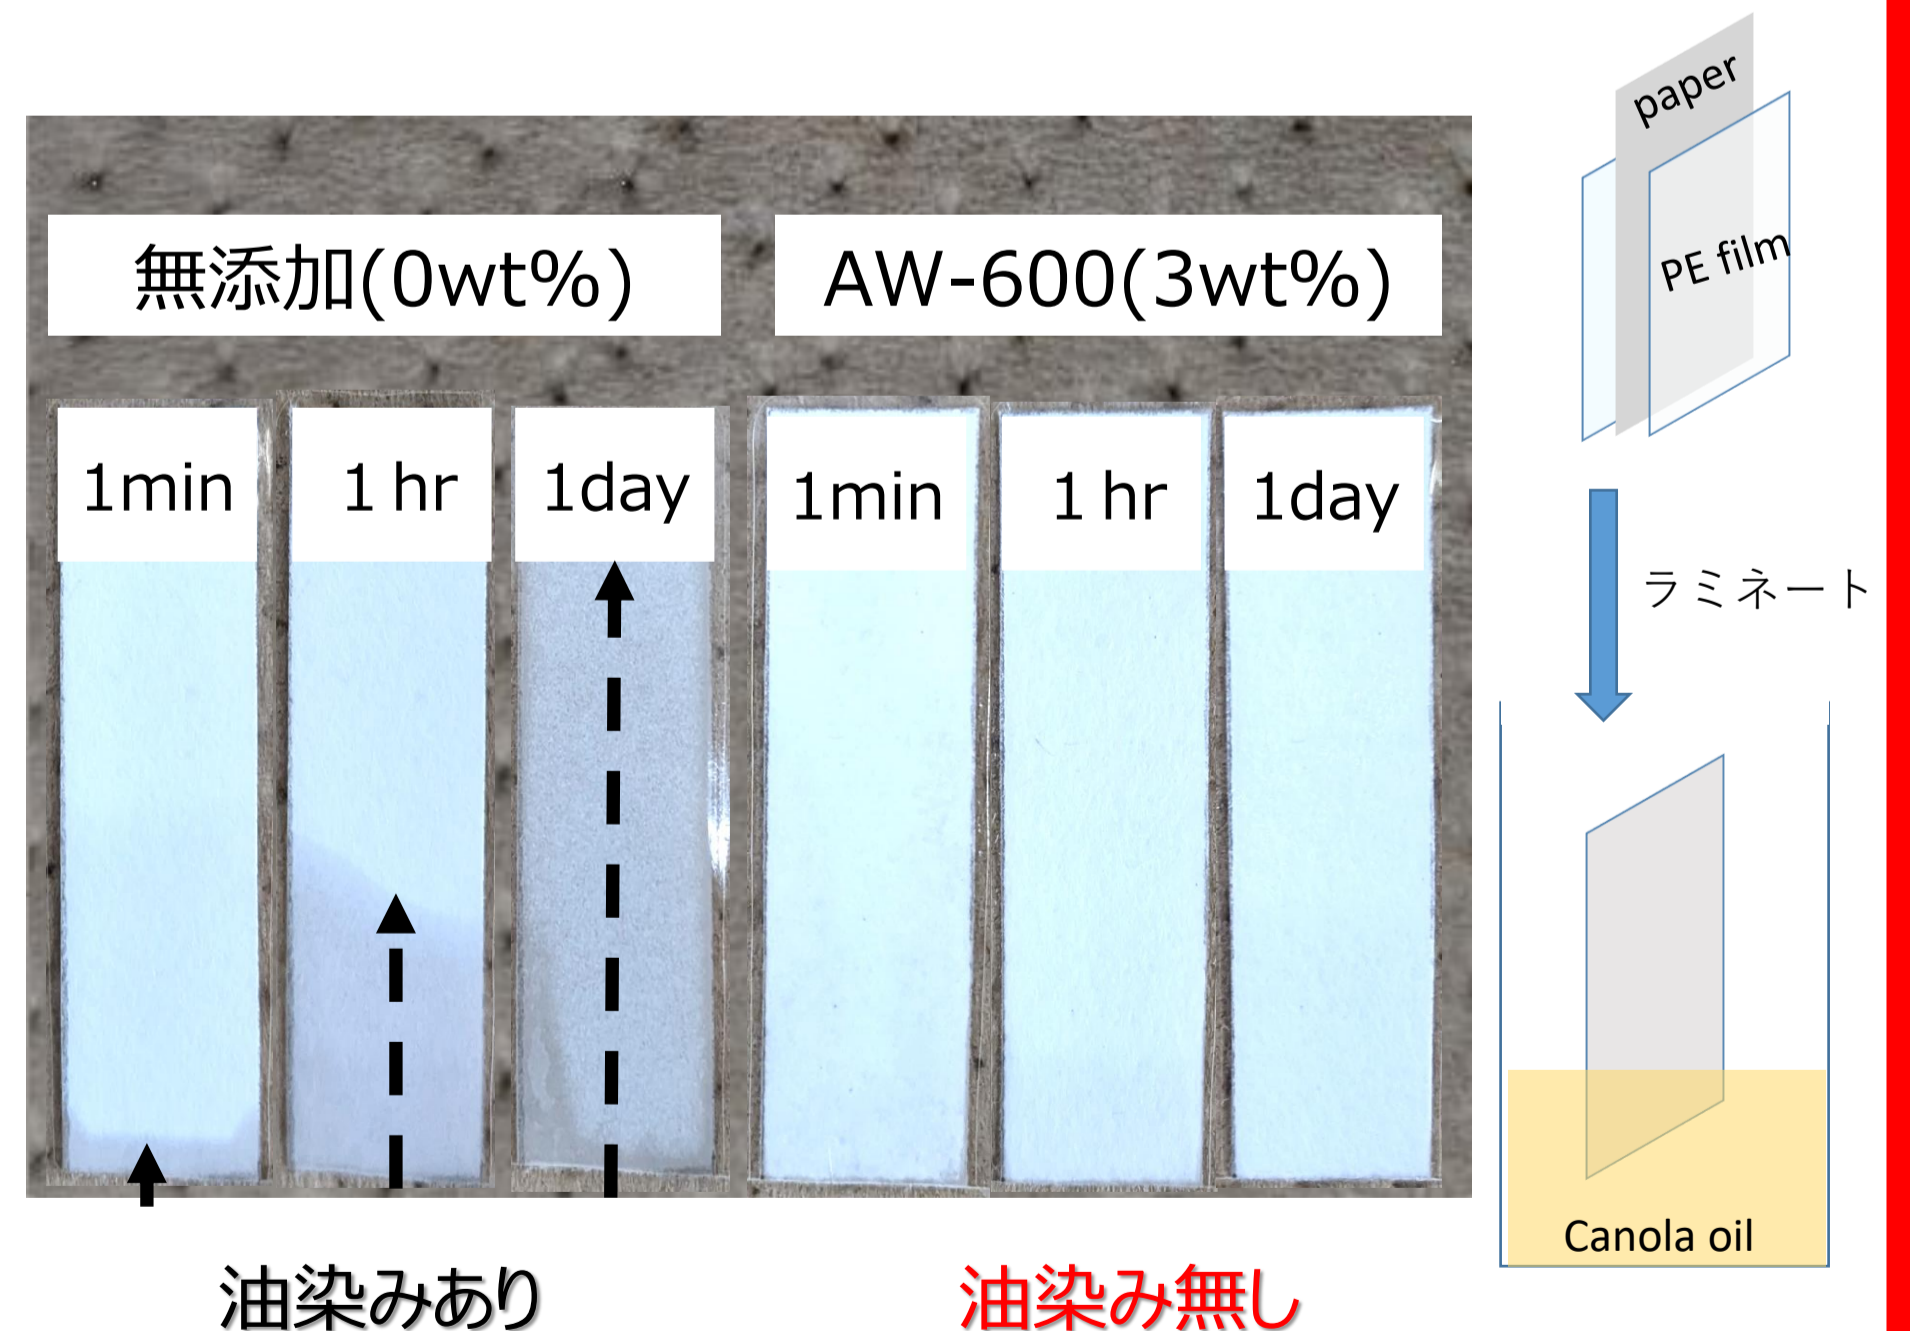 無添加(0wt%)
AW-600(3wt%)
1min
1 hr
1day
1min
1 hr
1day
油染みあり
油染み無し
paper
PE film
ラミネート
Canola oil